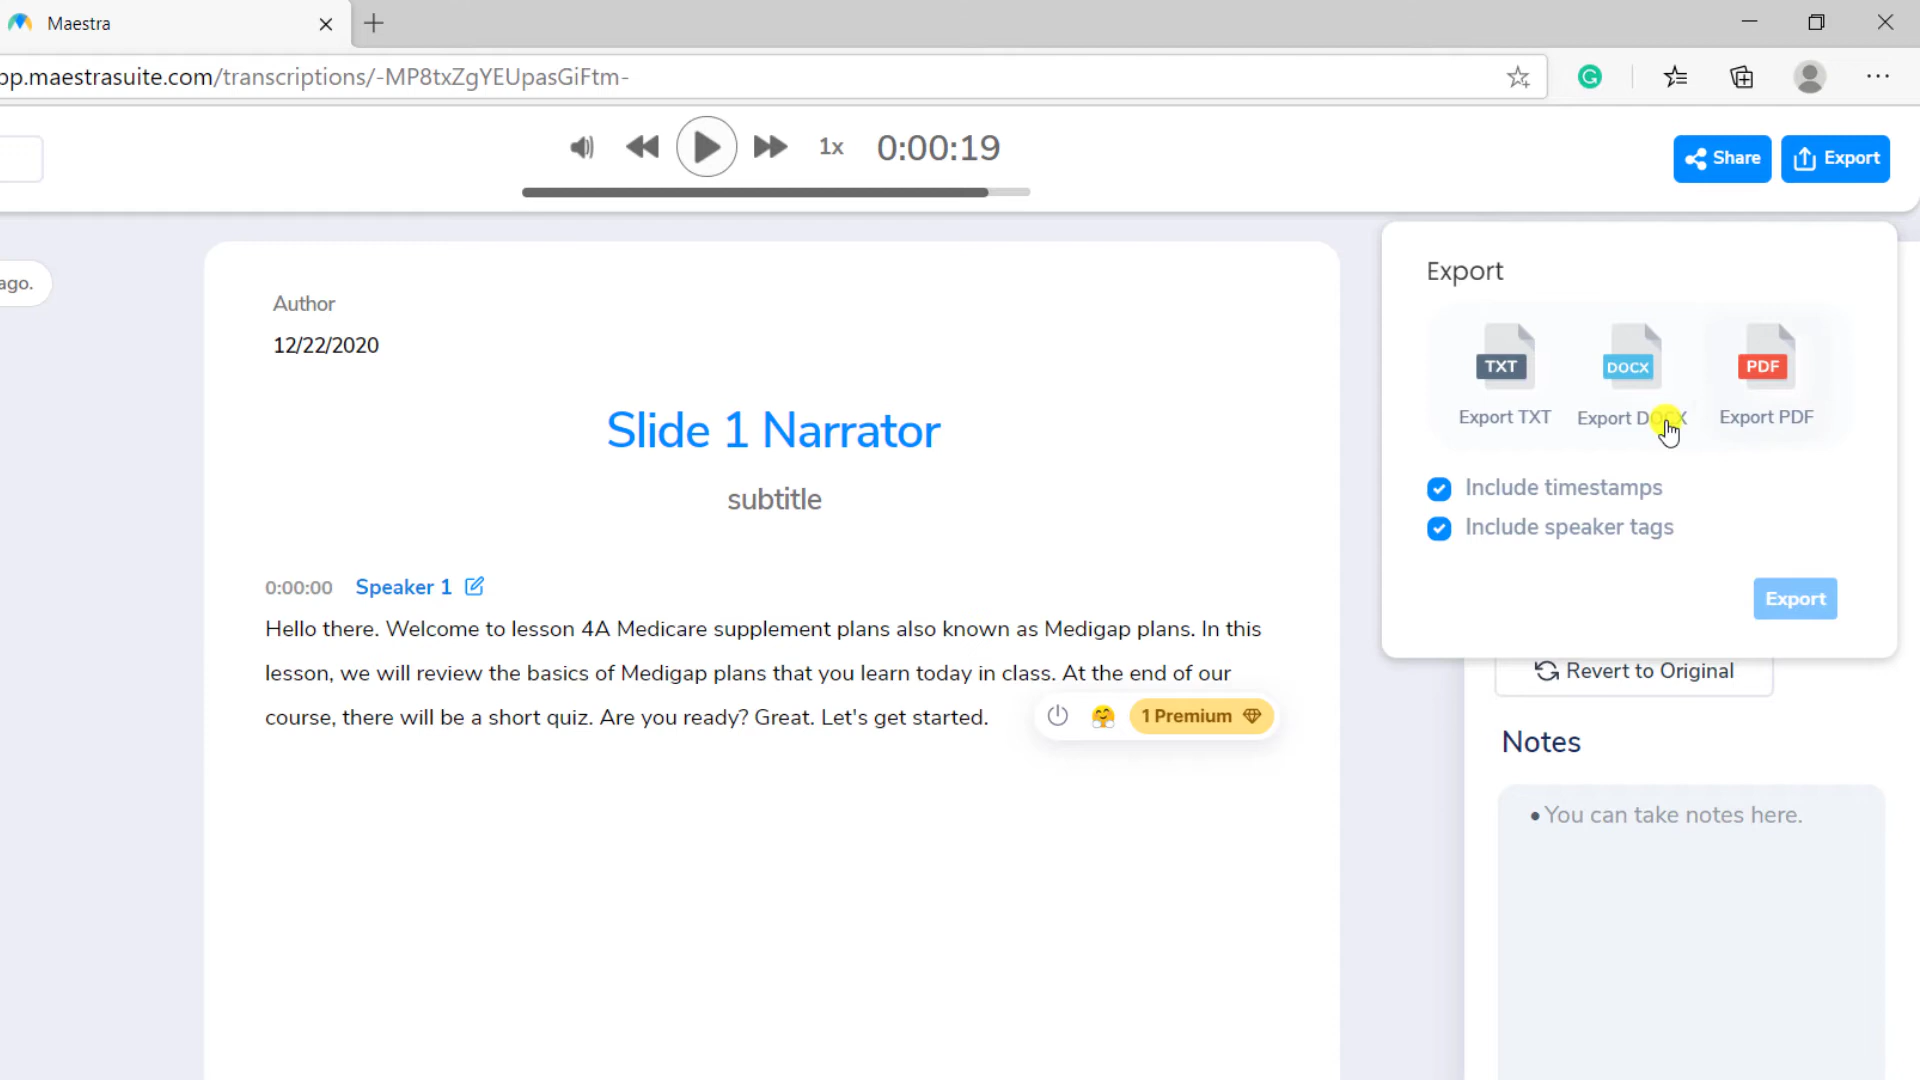 Maestra
pp.maestrasuite.com/transcriptions/-MP8txZgYEUpasGiFtm-
1x
0:00:19
Share
Export
ago.
Author
12/22/2020
Slide 1 Narrator
subtitle
0:00:00 Speaker 1
Hello there. Welcome to lesson 4A Medicare supplement plans also known as Medigap plans. In this
lesson, we will review the basics of Medigap plans that you learn today in class. At the end of our
course, there will be a short quiz. Are you ready? Great. Let's get started.
1 Premium
Export
TXT DOCX PDF
Export TXT Export DOCX Export PDF
Include timestamps
Include speaker tags
Export
Revert to Original
Notes
• You can take notes here.